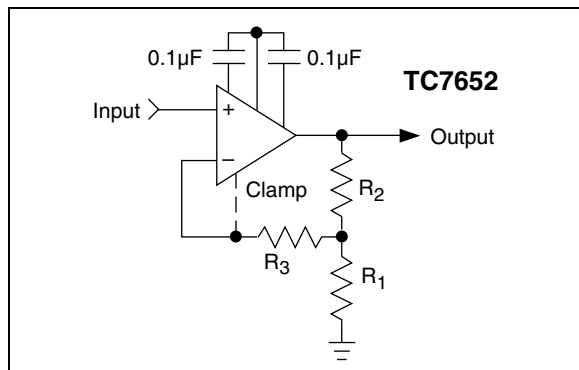 0.1µF 0.1µF
TC7652
Input
+
Output
−
Clamp
R2
R3
R1